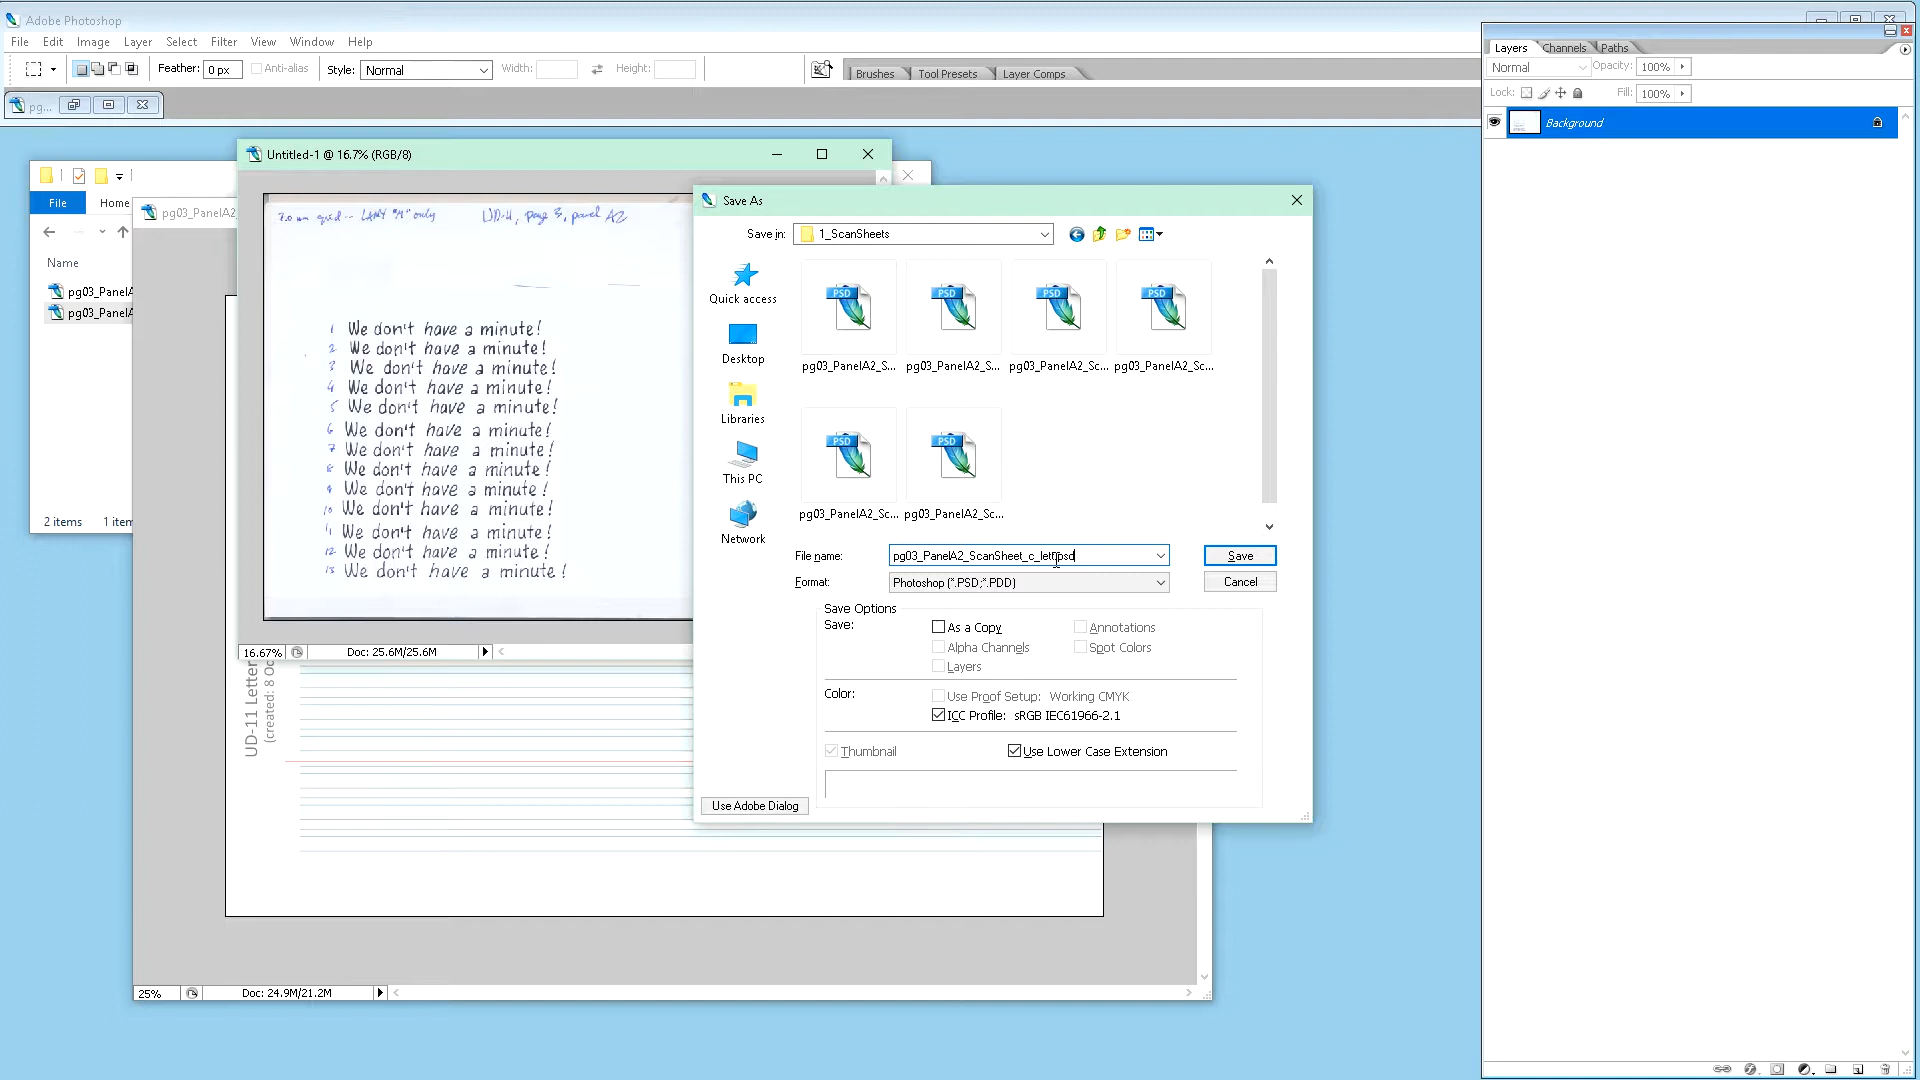 Adobe Photoshop
File Edit Image Layer Select Filter View Window Help
Feather: 0 px Anti-alias Style: Normal Width: Height:
Brushes Tool Presets Layer Comps
pg...
Layers Channels Paths
Normal Opacity: 100%
Lock: Fill: 100%
Background
File Home
Name
pg03_PanelA
pg03_PanelA
2 items 1 item
pg03_PanelA2
Untitled-1 @ 16.7% (RGB/8)
UD-11, page 3, panel A2
1 We don't have a minute!
2 We don't have a minute!
3 We don't have a minute!
4 We don't have a minute!
5 We don't have a minute!
6 We don't have a minute!
7 We don't have a minute!
8 We don't have a minute!
9 We don't have a minute!
10 We don't have a minute!
11 We don't have a minute!
12 We don't have a minute!
13 We don't have a minute!
16.67% Doc: 25.6M/25.6M
UD-11 Letter
(created: 8 Oc
25% Doc: 24.9M/21.2M
Save As
Save in: 1_ScanSheets
Quick access
Desktop
Libraries
This PC
Network
PSD PSD PSD PSD
pg03_PanelA2_S... pg03_PanelA2_S... pg03_PanelA2_Sc... pg03_PanelA2_Sc...
PSD PSD
pg03_PanelA2_Sc... pg03_PanelA2_Sc...
File name: Save
Format: Photoshop (*.PSD;*.PDD) Cancel
Save Options
Save: As a Copy Annotations
Alpha Channels Spot Colors
Layers
Color: Use Proof Setup: Working CMYK
ICC Profile: sRGB IEC61966-2.1
Thumbnail Use Lower Case Extension
Use Adobe Dialog